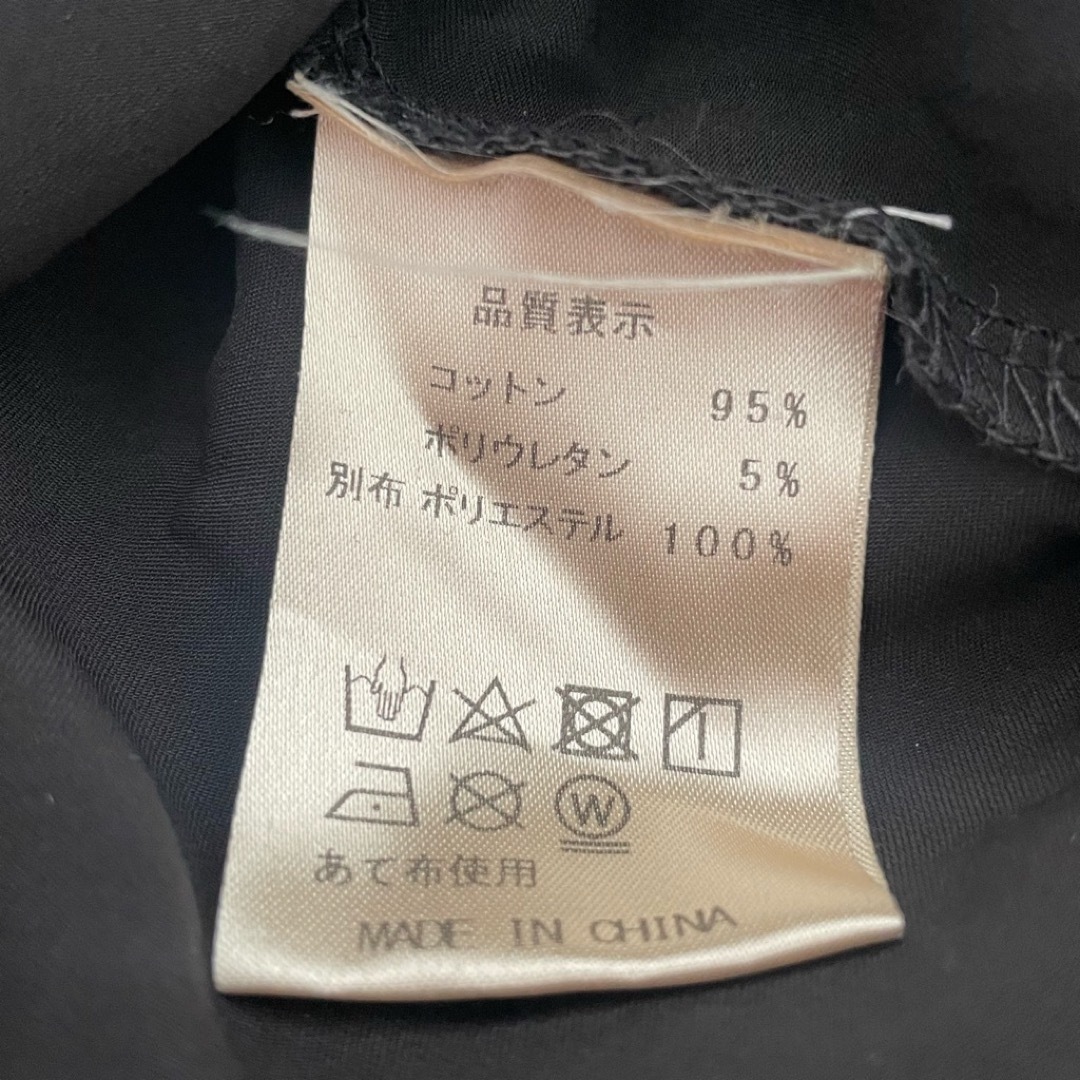 品質表示
コットン 95%
ポリウレタン 5%
別布 ポリエステル 100%
W
あて布使用
MADE IN CHINA